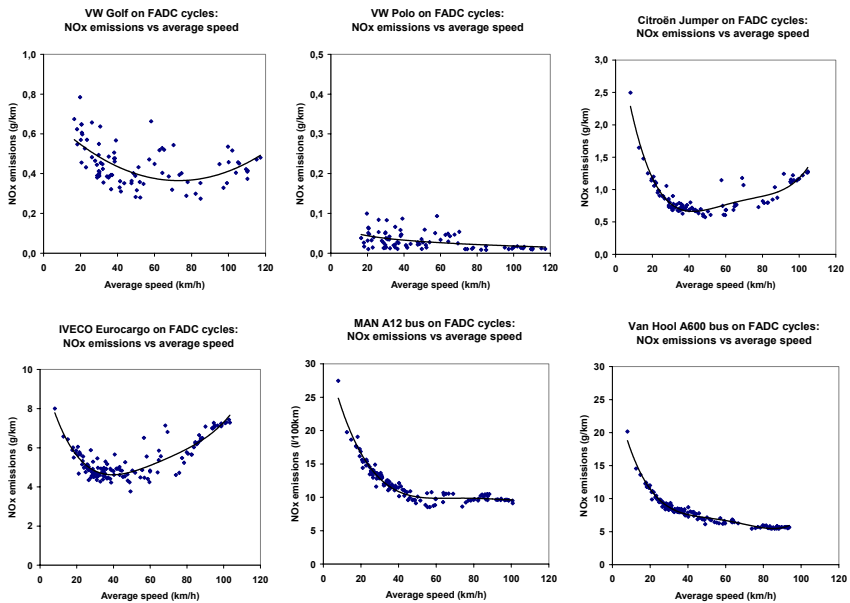 VW Golf on FADC cycles:
NOx emissions vs average speed
NOx emissions (g/km)
1,0
0,8
0,6
0,4
0,2
0,0
0 20 40 60 80 100 120
Average speed (km/h)
VW Polo on FADC cycles:
NOx emissions vs average speed
NOx emissions (g/km)
0,5
0,4
0,3
0,2
0,1
0,0
0 20 40 60 80 100 120
Average speed (km/h)
Citroën Jumper on FADC cycles:
NOx emissions vs average speed
NOx emissions (g/km)
3,0
2,5
2,0
1,5
1,0
0,5
0,0
0 20 40 60 80 100 120
Average speed (km/h)
IVECO Eurocargo on FADC cycles:
NOx emissions vs average speed
NOx emissions (g/km)
10
8
6
4
2
0
0 20 40 60 80 100 120
Average speed (km/h)
MAN A12 bus on FADC cycles:
NOx emissions vs average speed
NOx emissions (l/100km)
30
25
20
15
10
5
0
0 20 40 60 80 100 120
Average speed (km/h)
Van Hool A600 bus on FADC cycles:
NOx emissions vs average speed
NOx emissions (g/km)
30
25
20
15
10
5
0
0 20 40 60 80 100 120
Average speed (km/h)